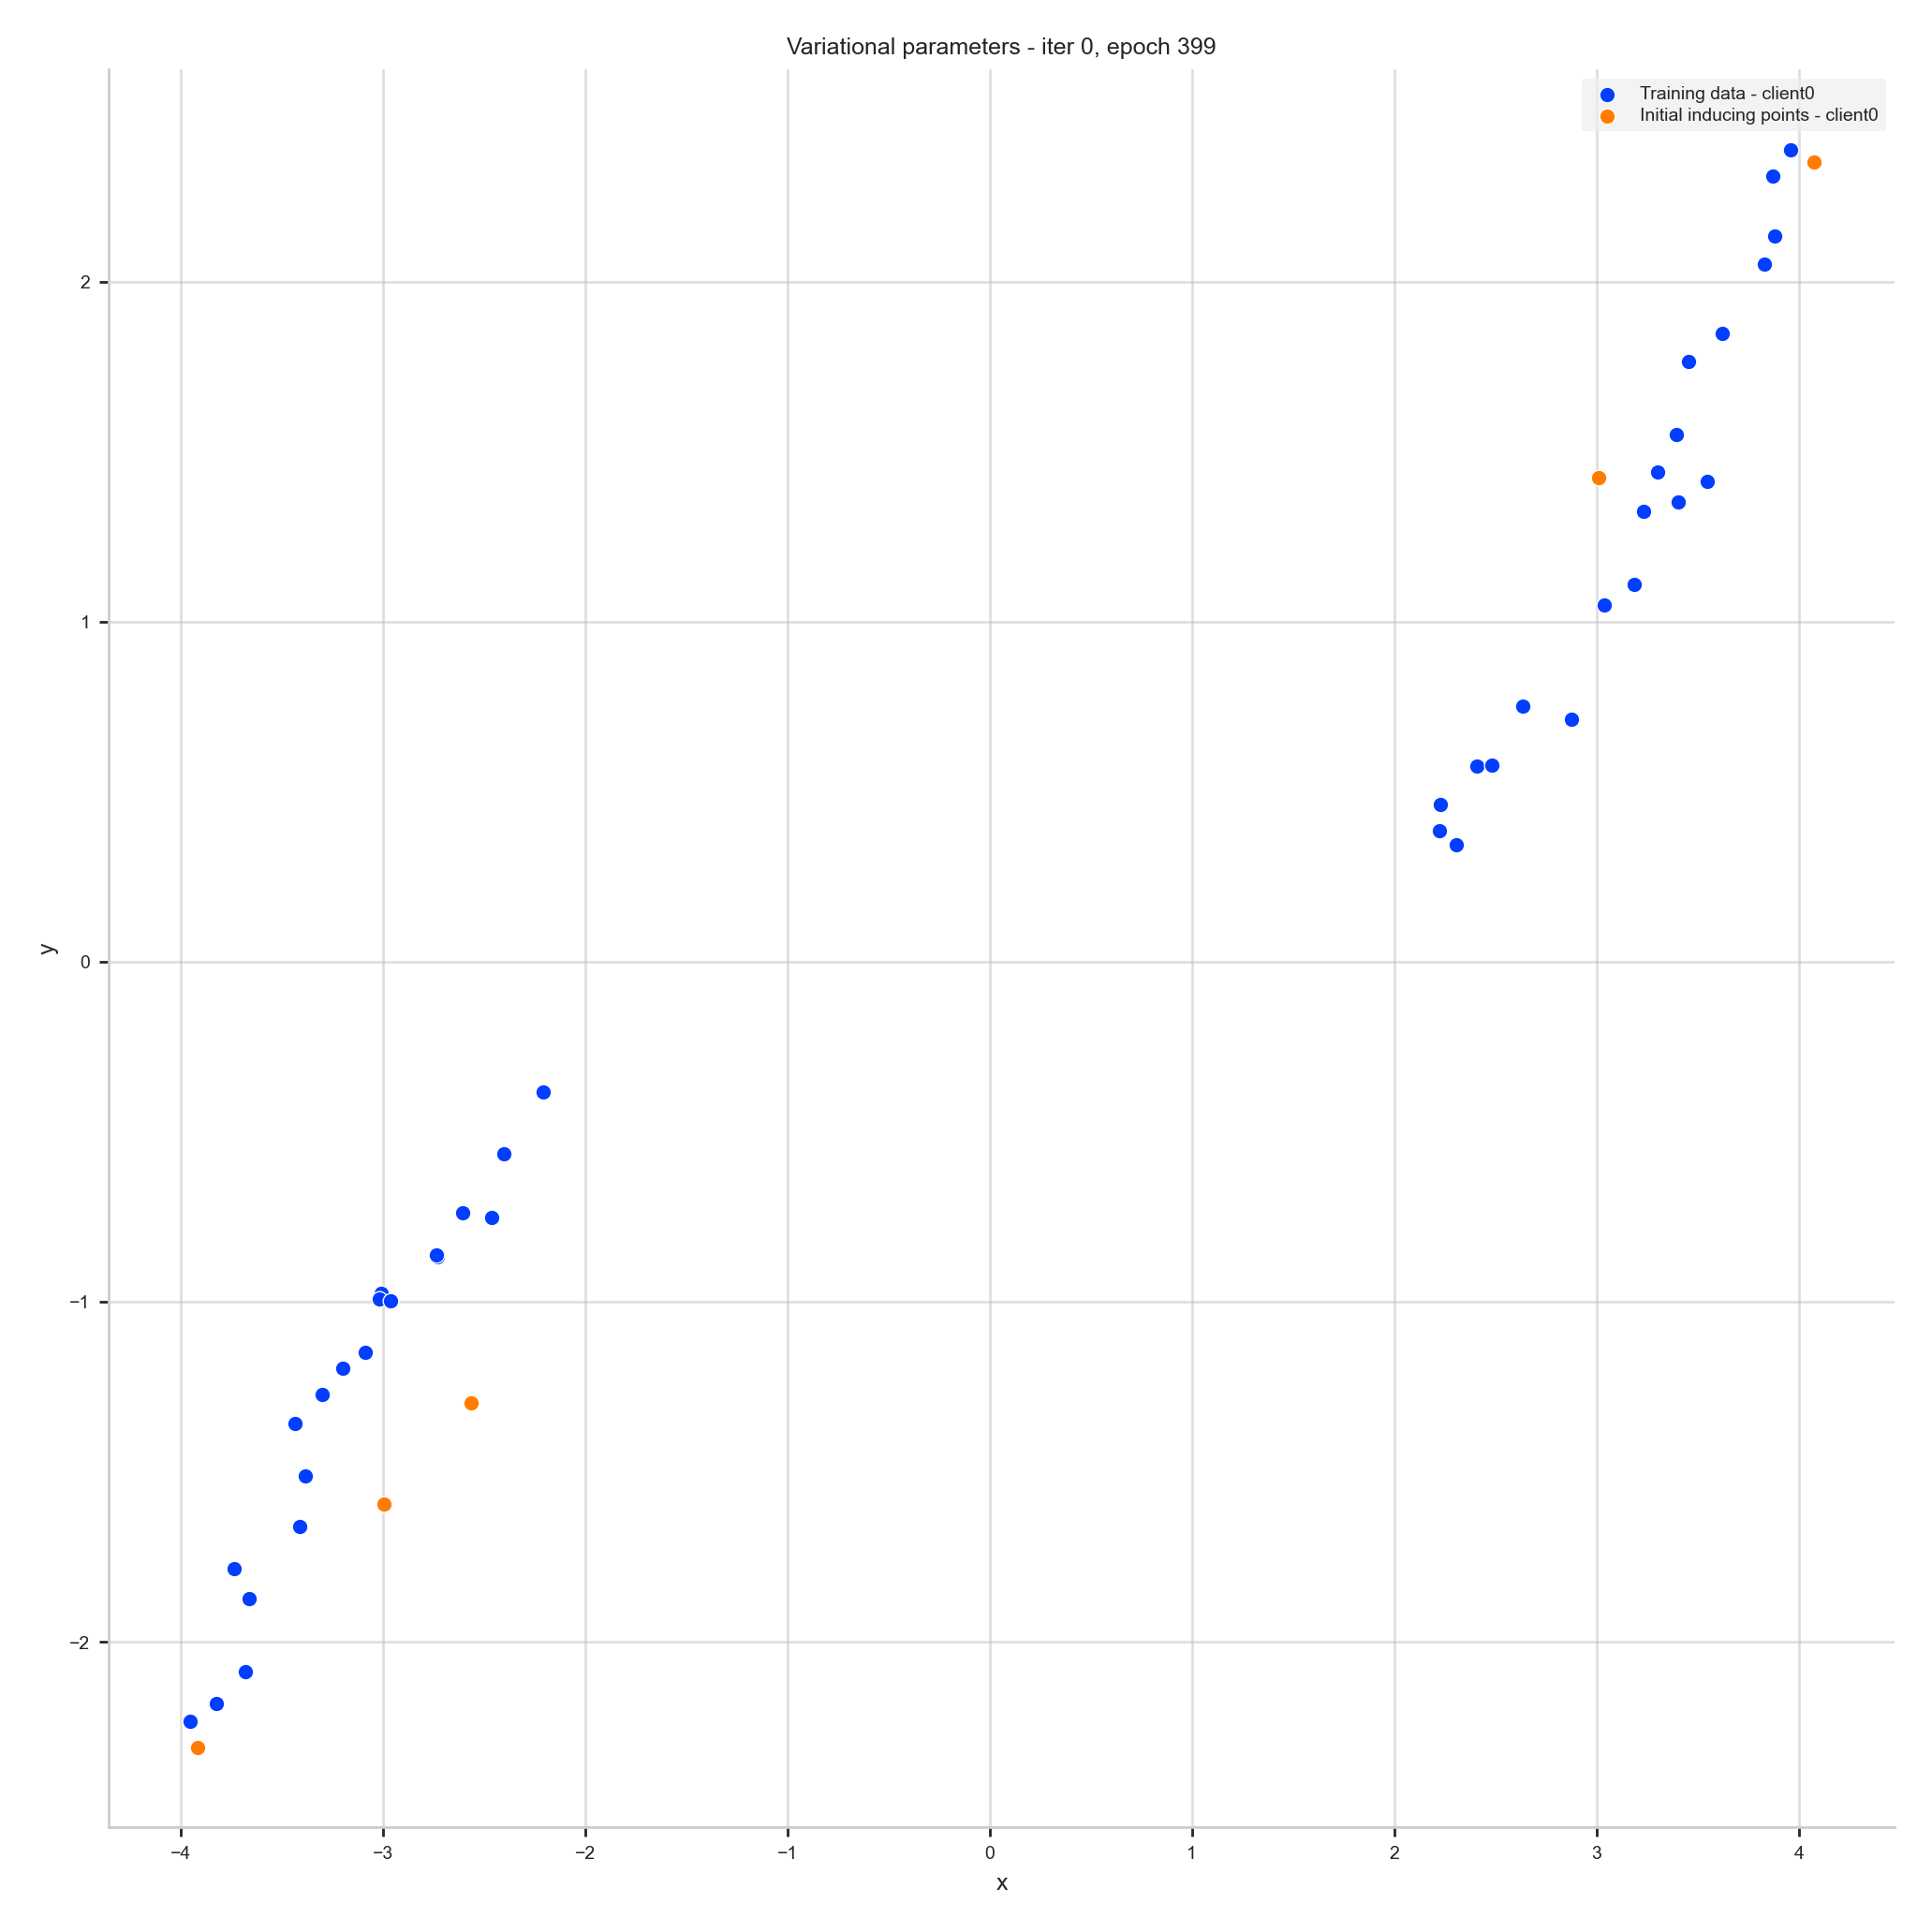 Variational parameters - iter 0, epoch 399
Training data - client0
Initial inducing points - client0
2
1
0
−1
−2
y
−4
−3
−2
−1
0
1
2
3
4
x